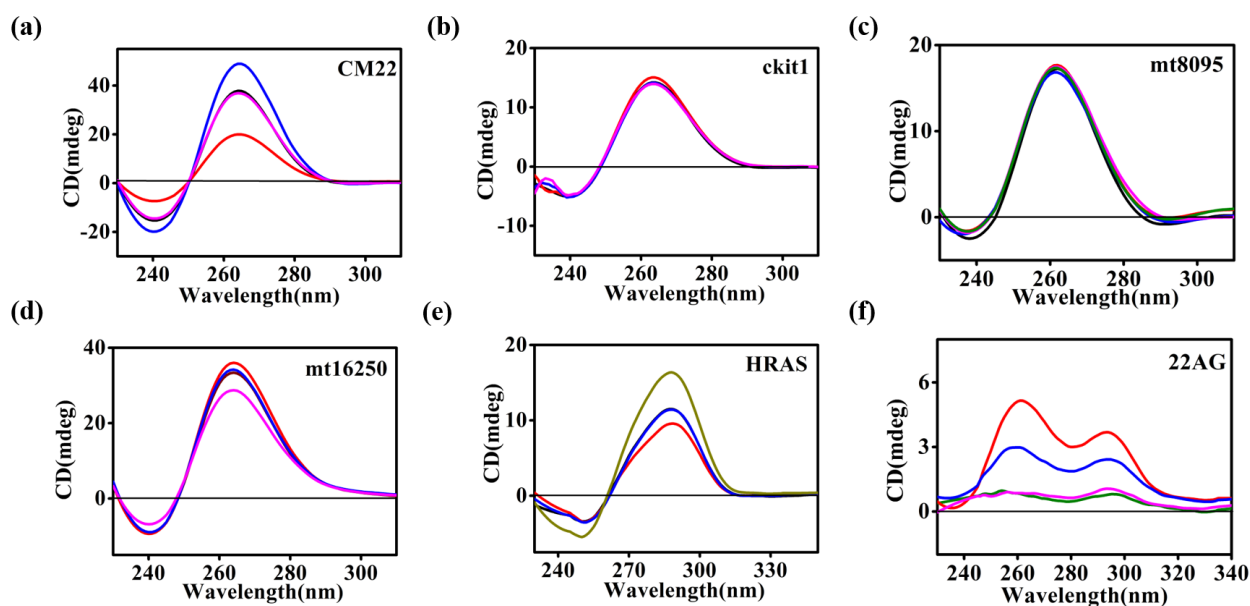 (a)
CM22
CD(mdeg)
40
20
0
-20
240
260
280
300
Wavelength(nm)
(b)
ckit1
CD(mdeg)
20
10
0
-10
240
260
280
300
Wavelength(nm)
(c)
mt8095
CD(mdeg)
20
10
0
240
260
280
300
Wavelength(nm)
(d)
mt16250
CD(mdeg)
40
20
0
240
260
280
300
Wavelength(nm)
(e)
HRAS
CD(mdeg)
20
10
0
240
270
300
330
Wavelength(nm)
(f)
22AG
CD(mdeg)
6
3
0
240
260
280
300
320
340
Wavelength(nm)